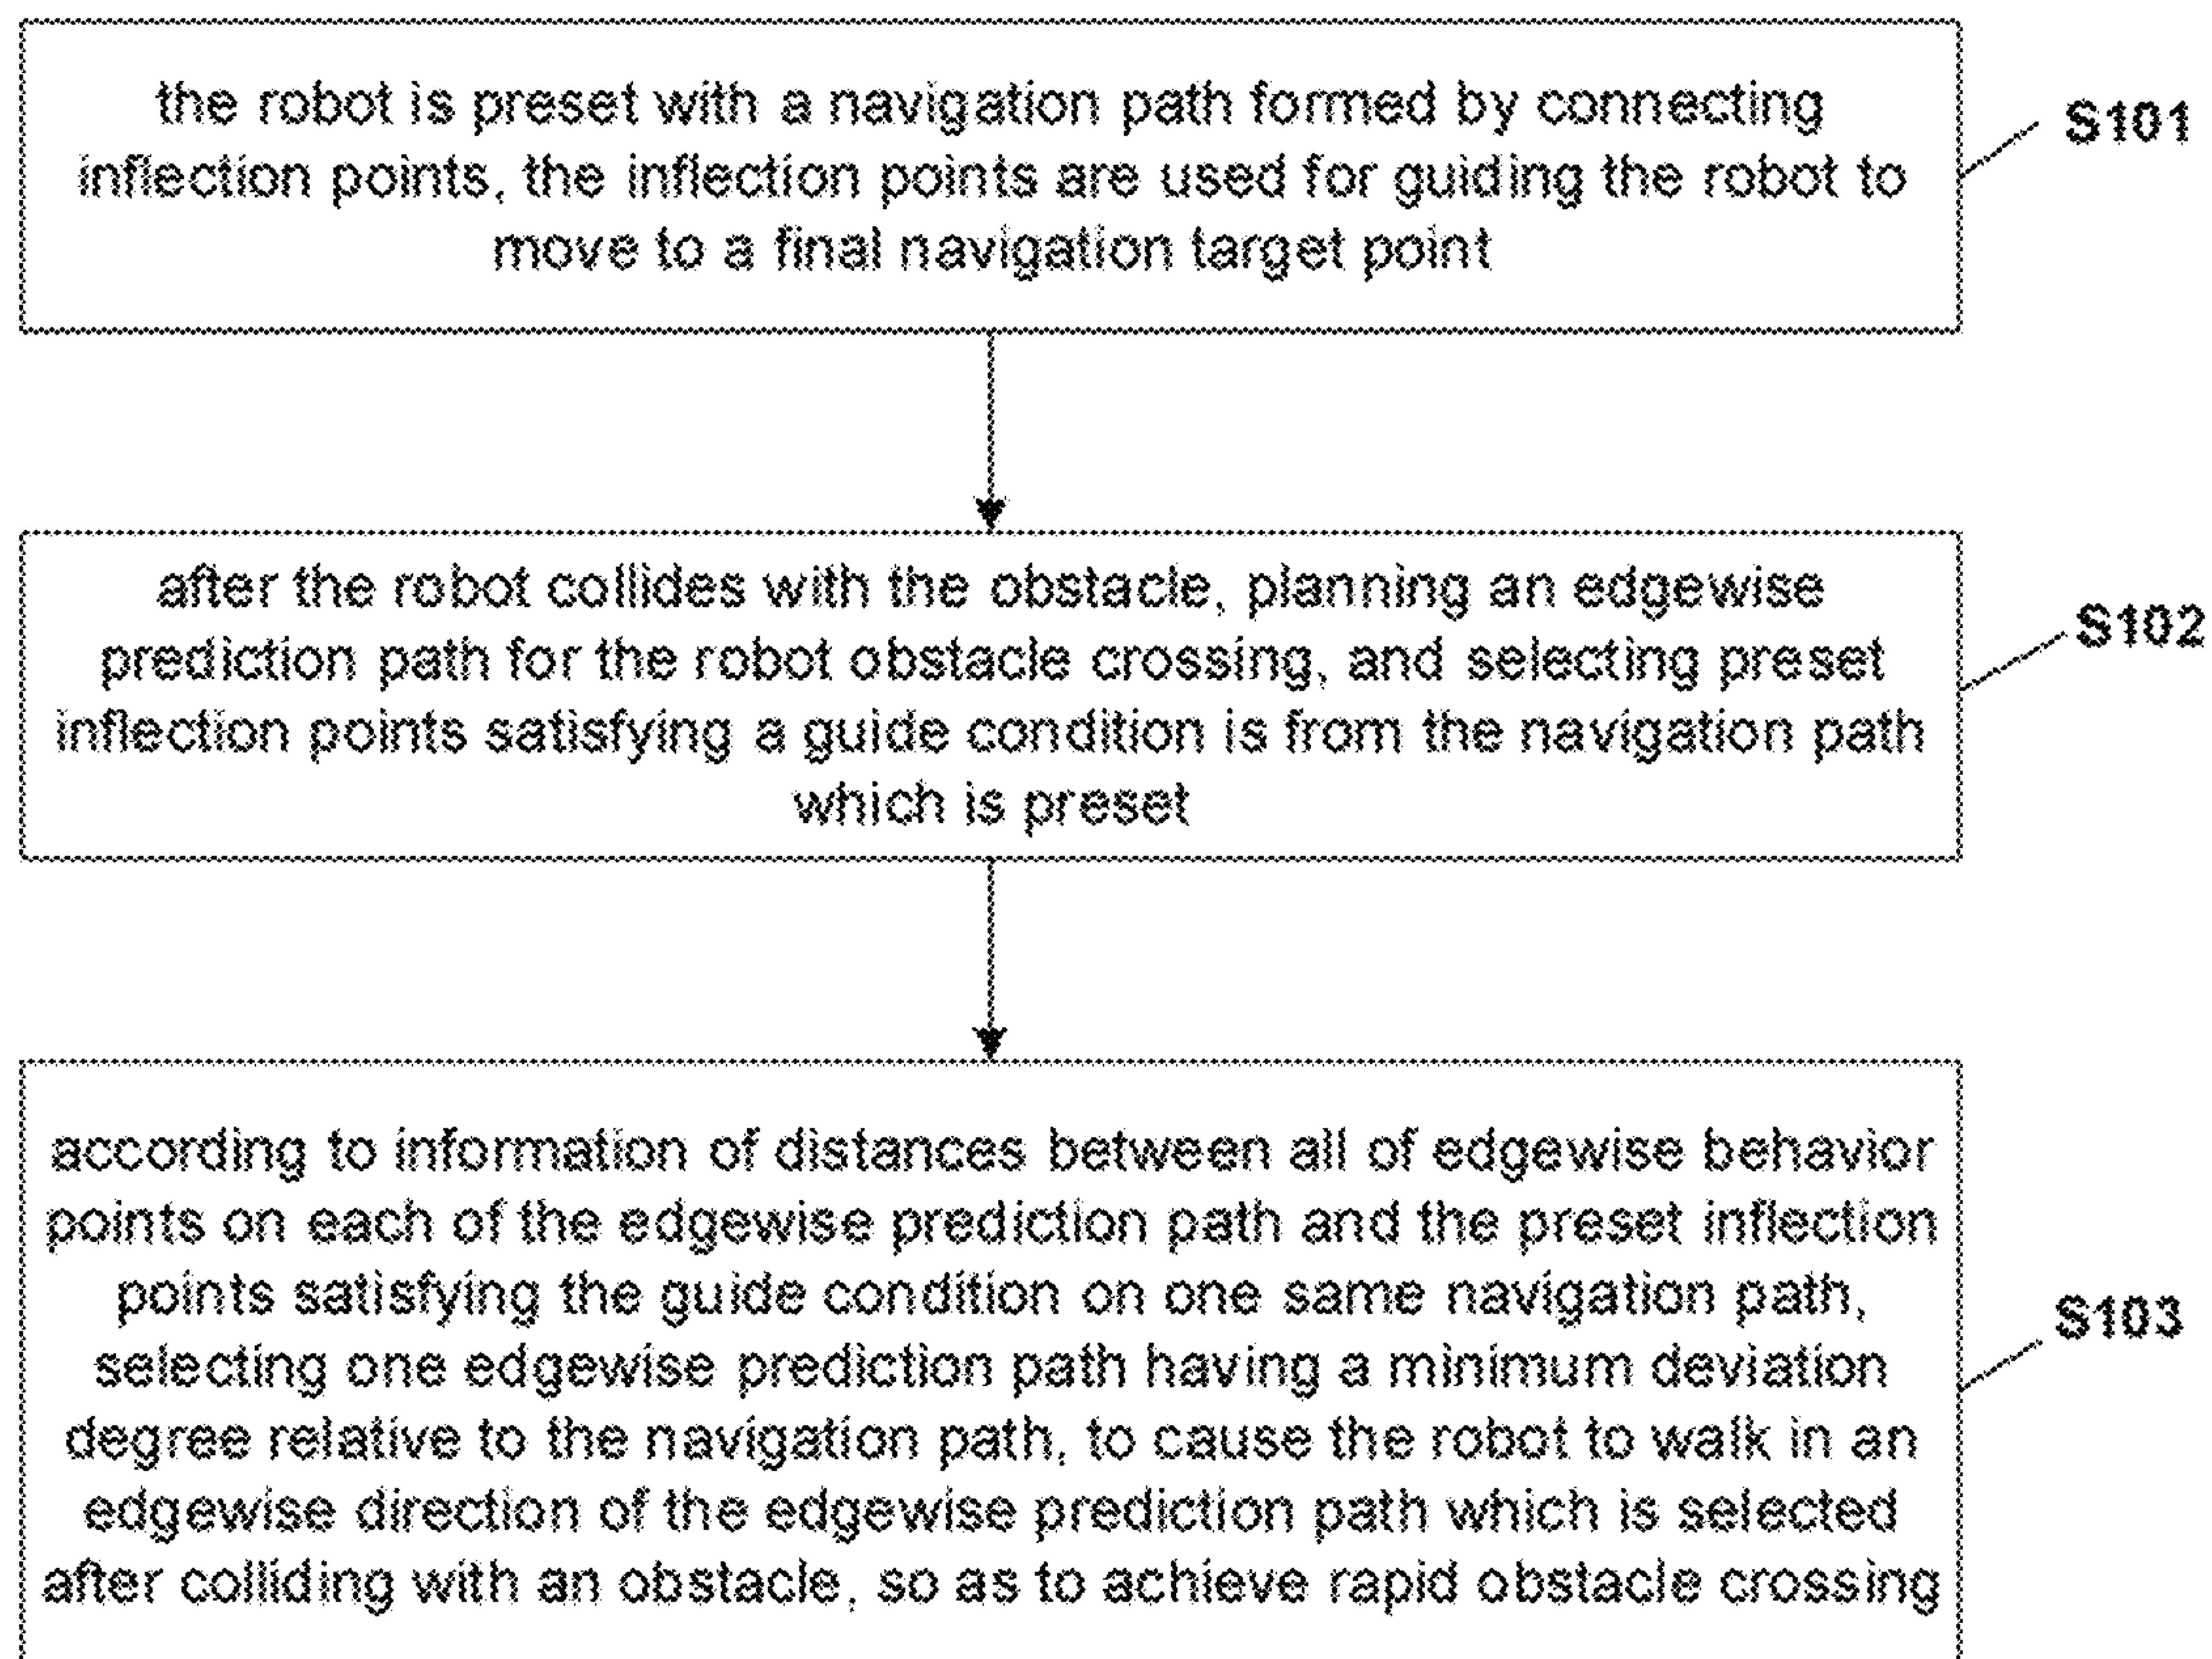 the robot is preset with a navigation path formed by connecting
inflection points, the inflection points are used for guiding the robot to
move to a final navigation target point
S101
after the robot collides with the obstacle, planning an edgewise
prediction path for the robot obstacle crossing, and selecting preset
inflection points satisfying a guide condition is from the navigation path
which is preset
S102
according to information of distances between all of edgewise behavior
points on each of the edgewise prediction path and the preset inflection
points satisfying the guide condition on one same navigation path,
selecting one edgewise prediction path having a minimum deviation
degree relative to the navigation path, to cause the robot to walk in an
edgewise direction of the edgewise prediction path which is selected
after colliding with an obstacle, so as to achieve rapid obstacle crossing
S103